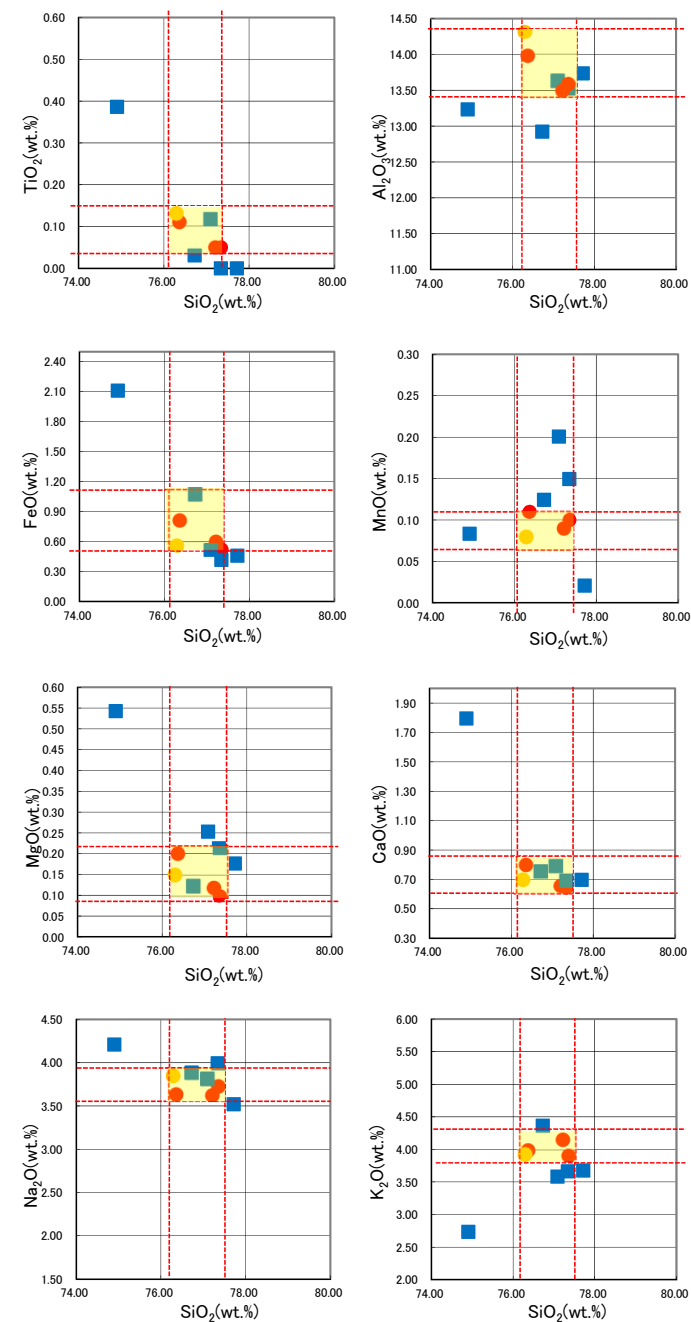 0.60
0.50
0.40
0.30
0.20
0.10
0.00
TiO2(wt.%)
74.00 76.00 78.00 80.00
SiO2(wt.%)
14.50
14.00
13.50
13.00
12.50
12.00
11.50
11.00
Al2O3(wt.%)
74.00 76.00 78.00 80.00
SiO2(wt.%)
2.40
2.10
1.80
1.50
1.20
0.90
0.60
0.30
0.00
FeO(wt.%)
74.00 76.00 78.00 80.00
SiO2(wt.%)
0.30
0.25
0.20
0.15
0.10
0.05
0.00
MnO(wt.%)
74.00 76.00 78.00 80.00
SiO2(wt.%)
0.60
0.55
0.50
0.45
0.40
0.35
0.30
0.25
0.20
0.15
0.10
0.05
0.00
MgO(wt.%)
74.00 76.00 78.00 80.00
SiO2(wt.%)
1.90
1.70
1.50
1.30
1.10
0.90
0.70
0.50
0.30
CaO(wt.%)
74.00 76.00 78.00 80.00
SiO2(wt.%)
4.50
4.00
3.50
3.00
2.50
2.00
1.50
Na2O(wt.%)
74.00 76.00 78.00 80.00
SiO2(wt.%)
6.00
5.50
5.00
4.50
4.00
3.50
3.00
2.50
2.00
K2O(wt.%)
74.00 76.00 78.00 80.00
SiO2(wt.%)